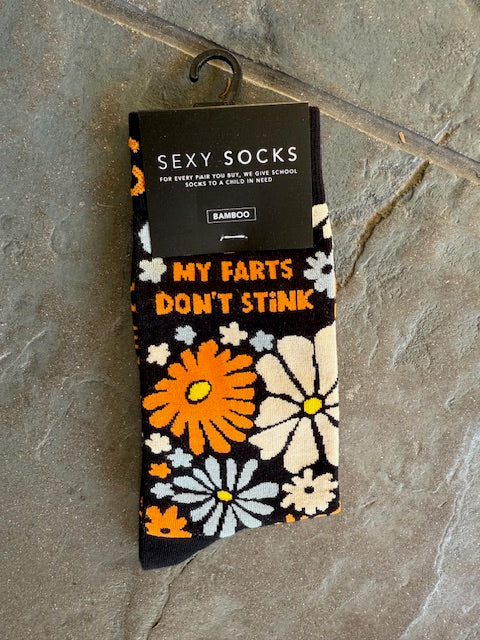 SEXY SOCKS
FOR EVERY PAIR YOU BUY, WE GIVE SCHOOL
SOCKS TO A CHILD IN NEED
BAMBOO
MY FARTS
DON'T STiNK